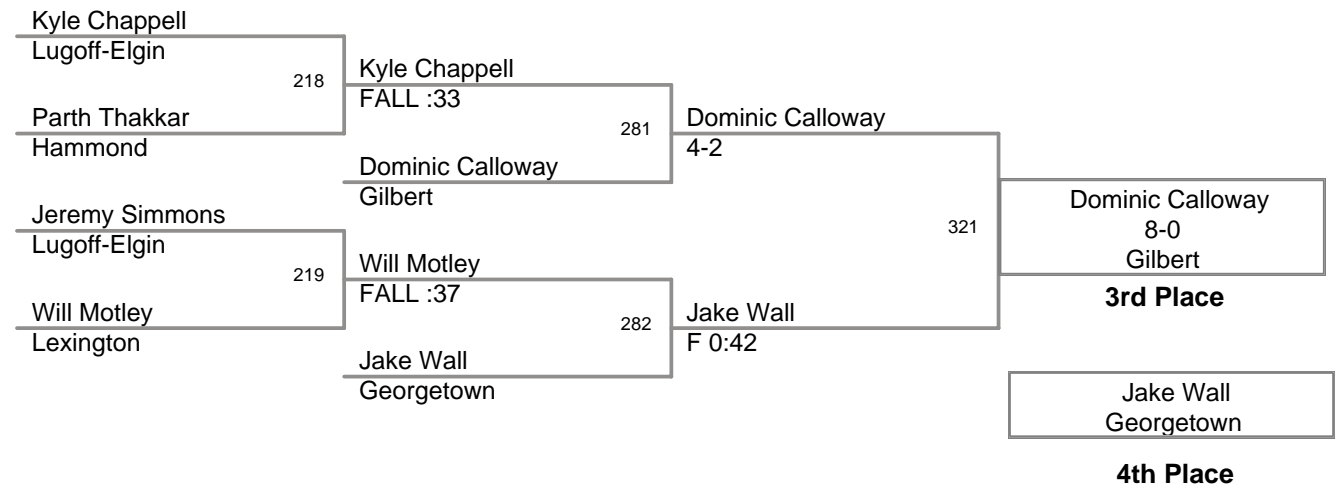 Kyle Chappell
Lugoff-Elgin
218
Parth Thakkar
Hammond
Jeremy Simmons
Lugoff-Elgin
219
Will Motley
Lexington
Kyle Chappell
FALL :33
281
Dominic Calloway
Gilbert
Will Motley
FALL :37
282
Jake Wall
Georgetown
Dominic Calloway
4-2
321
Jake Wall
F 0:42
Dominic Calloway
8-0
Gilbert
3rd Place
Jake Wall
Georgetown
4th Place